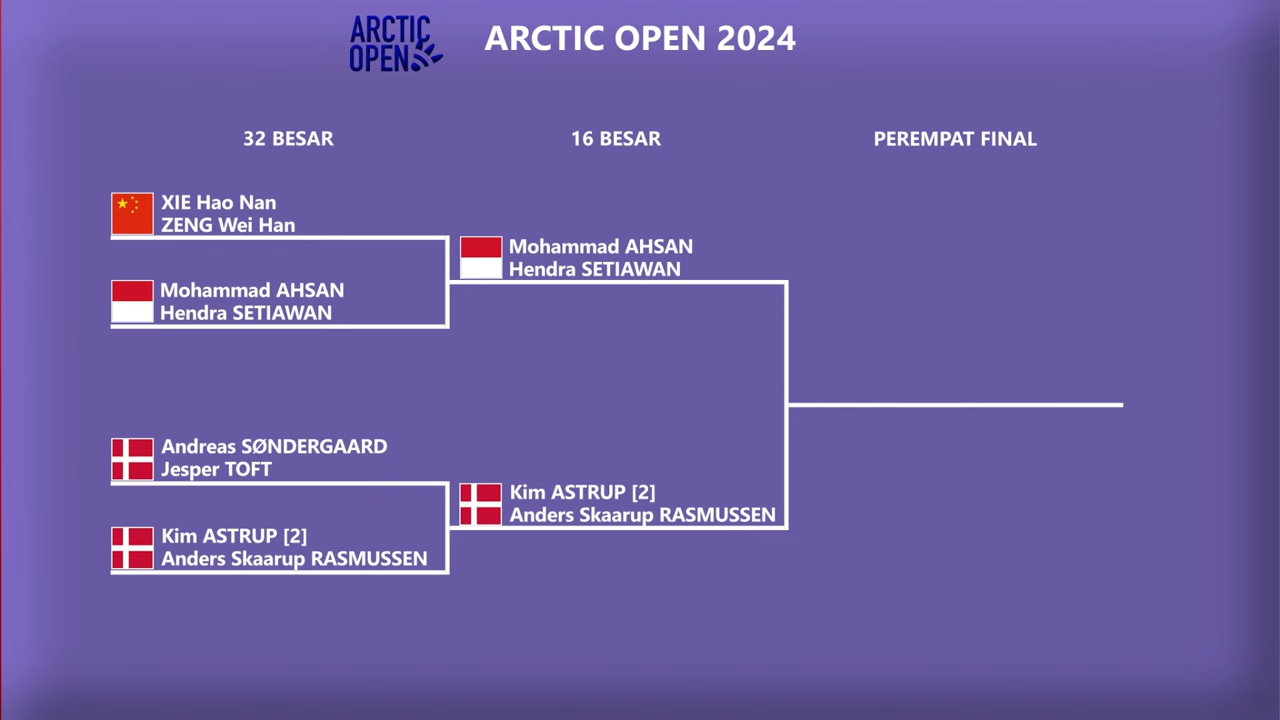 ARCTIC
OPEN
ARCTIC OPEN 2024
32 BESAR
16 BESAR
PEREMPAT FINAL
XIE Hao Nan
ZENG Wei Han
Mohammad AHSAN
Hendra SETIAWAN
Mohammad AHSAN
Hendra SETIAWAN
Andreas SØNDERGAARD
Jesper TOFT
Kim ASTRUP [2]
Anders Skaarup RASMUSSEN
Kim ASTRUP [2]
Anders Skaarup RASMUSSEN